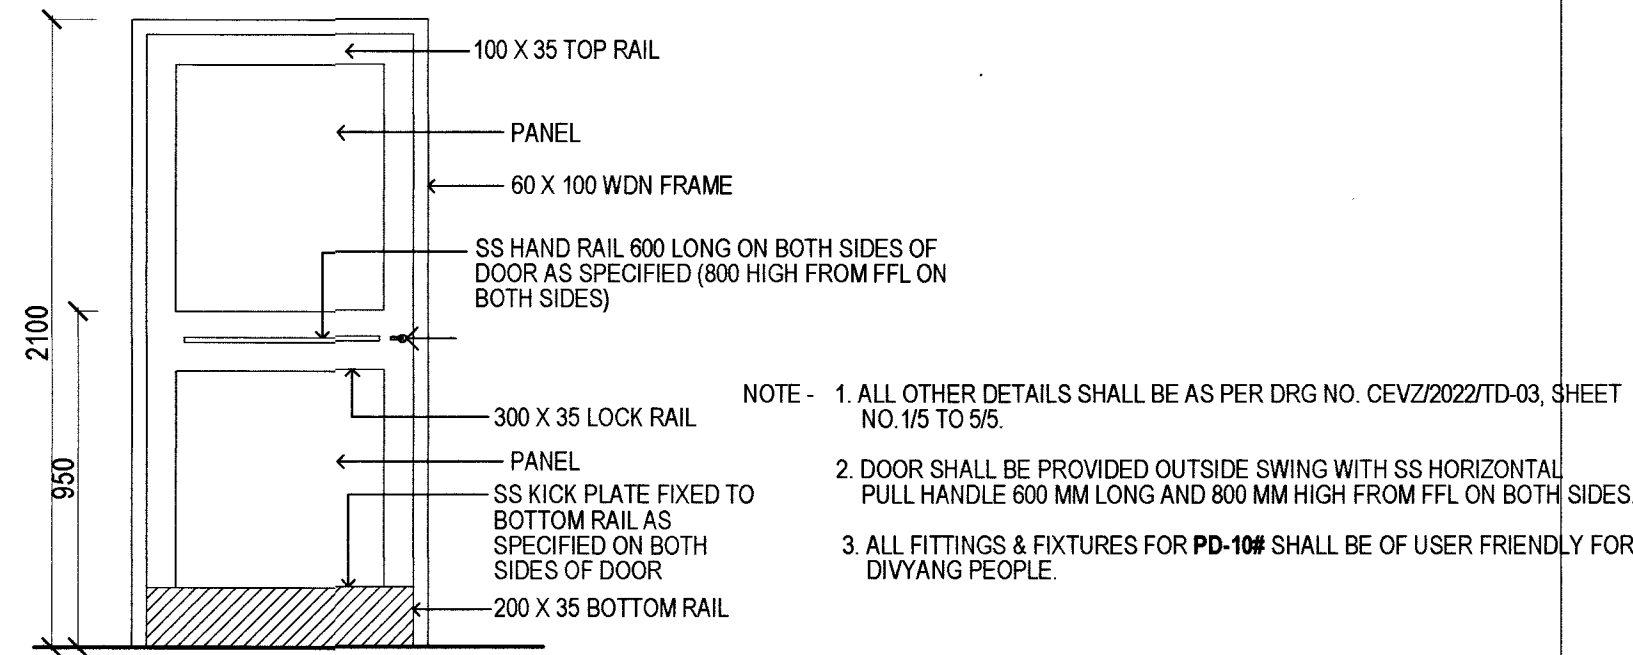 100 X 35 TOP RAIL
PANEL
60 X 100 WDN FRAME
SS HAND RAIL 600 LONG ON BOTH SIDES OF
DOOR AS SPECIFIED (800 HIGH FROM FFL ON
BOTH SIDES)
2100
950
300 X 35 LOCK RAIL
PANEL
SS KICK PLATE FIXED TO
BOTTOM RAIL AS
SPECIFIED ON BOTH
SIDES OF DOOR
200 X 35 BOTTOM RAIL
NOTE - 1. ALL OTHER DETAILS SHALL BE AS PER DRG NO. CEVZ/2022/TD-03, SHEET
NO.1/5 TO 5/5.
2. DOOR SHALL BE PROVIDED OUTSIDE SWING WITH SS HORIZONTAL
PULL HANDLE 600 MM LONG AND 800 MM HIGH FROM FFL ON BOTH SIDES.
3. ALL FITTINGS & FIXTURES FOR PD-10# SHALL BE OF USER FRIENDLY FOR
DIVYANG PEOPLE.